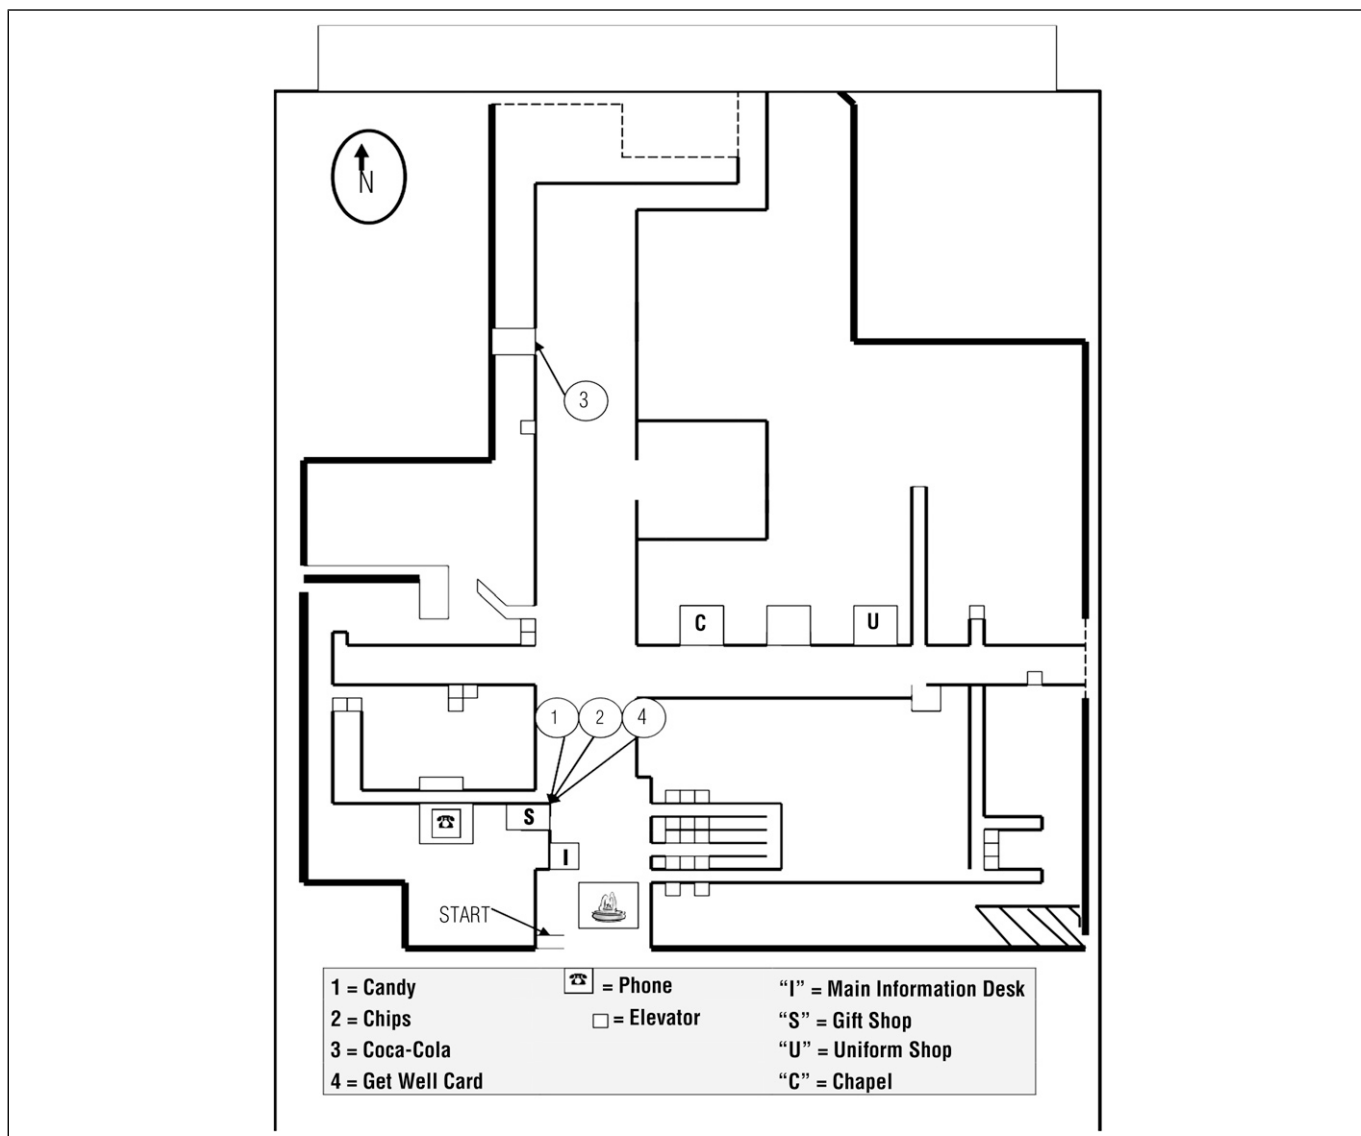 N
3
C
U
1 2 4
S
I
START
1 = Candy
2 = Chips
3 = Coca-Cola
4 = Get Well Card
= Phone
= Elevator
“I” = Main Information Desk
“S” = Gift Shop
“U” = Uniform Shop
“C” = Chapel